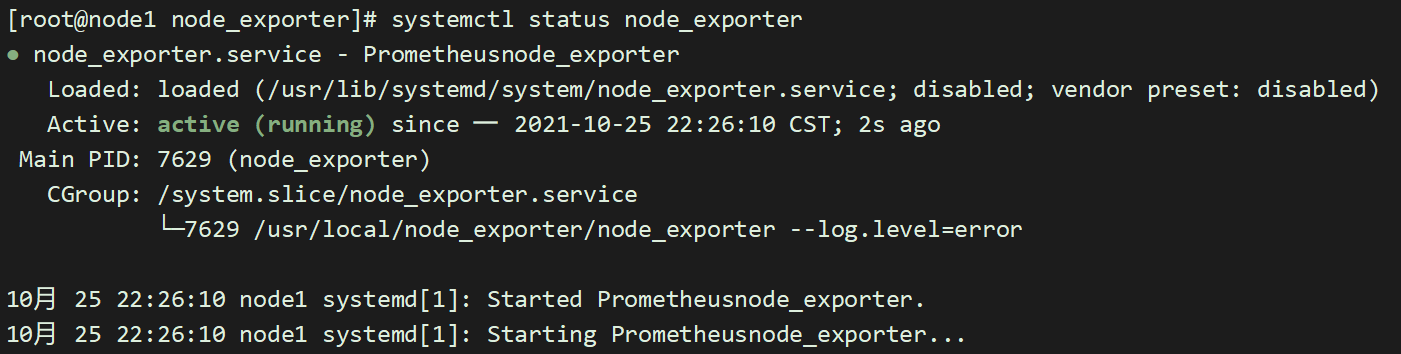 [root@node1 node_exporter]# systemctl status node_exporter
● node_exporter.service - Prometheusnode_exporter
   Loaded: loaded (/usr/lib/systemd/system/node_exporter.service; disabled; vendor preset: disabled)
   Active: active (running) since 一 2021-10-25 22:26:10 CST; 2s ago
 Main PID: 7629 (node_exporter)
   CGroup: /system.slice/node_exporter.service
           └─7629 /usr/local/node_exporter/node_exporter --log.level=error
10月 25 22:26:10 node1 systemd[1]: Started Prometheusnode_exporter.
10月 25 22:26:10 node1 systemd[1]: Starting Prometheusnode_exporter...